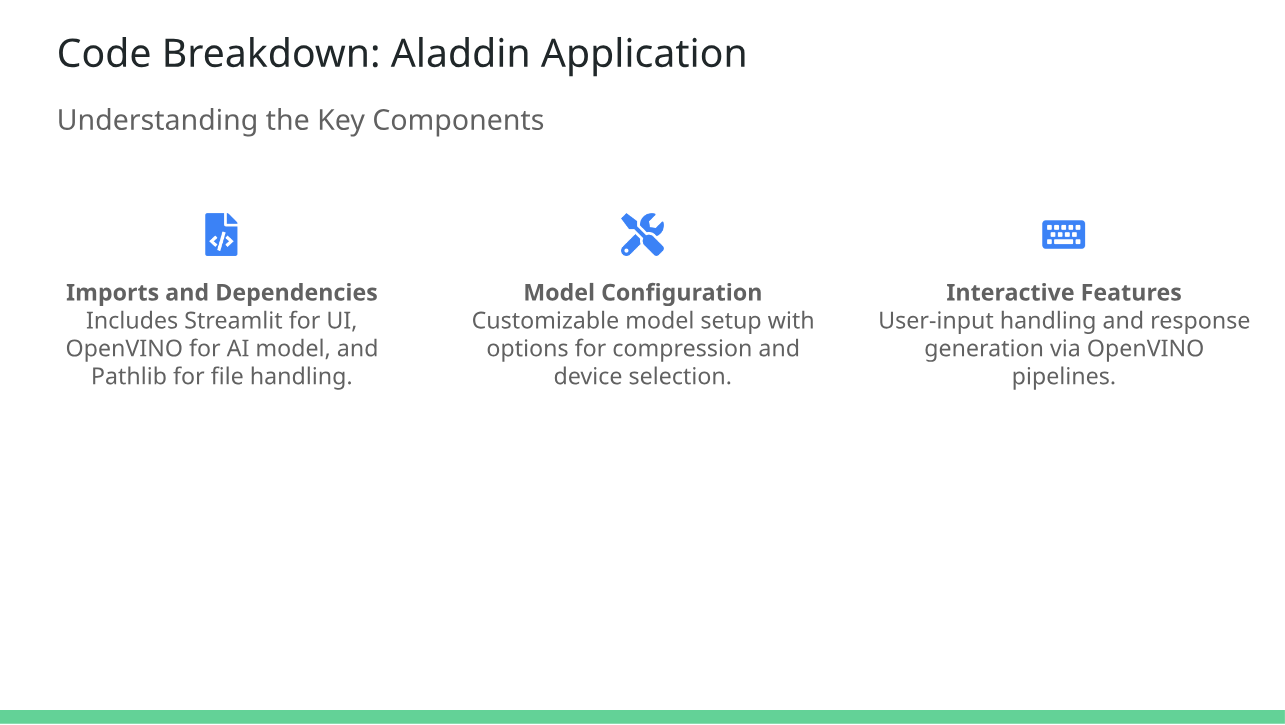 Code Breakdown: Aladdin Application
Understanding the Key Components
Imports and Dependencies
Includes Streamlit for UI,
OpenVINO for AI model, and
Pathlib for file handling.
Model Configuration
Customizable model setup with
options for compression and
device selection.
Interactive Features
User-input handling and response
generation via OpenVINO
pipelines.